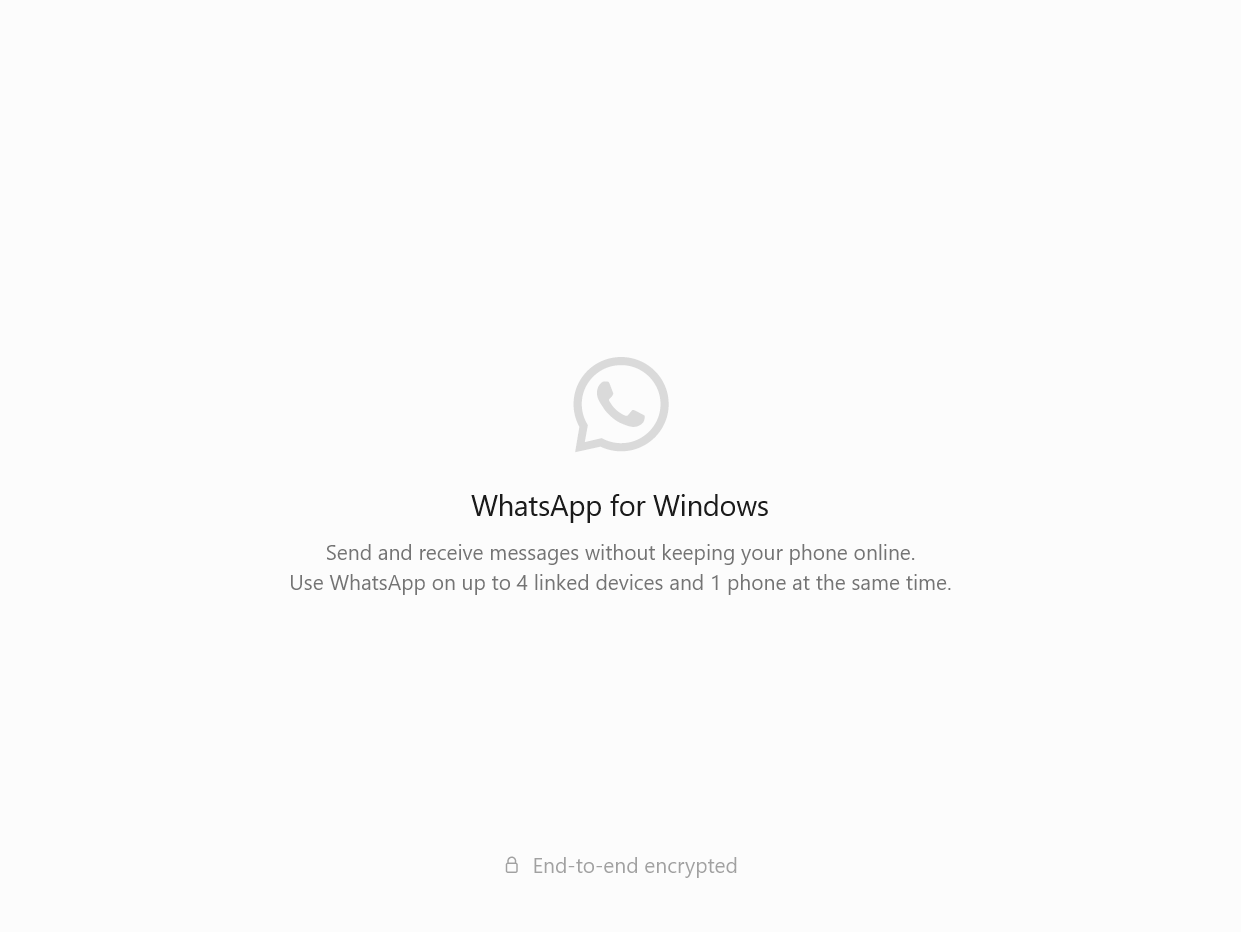 WhatsApp for Windows
Send and receive messages without keeping your phone online.
Use WhatsApp on up to 4 linked devices and 1 phone at the same time.
End-to-end encrypted